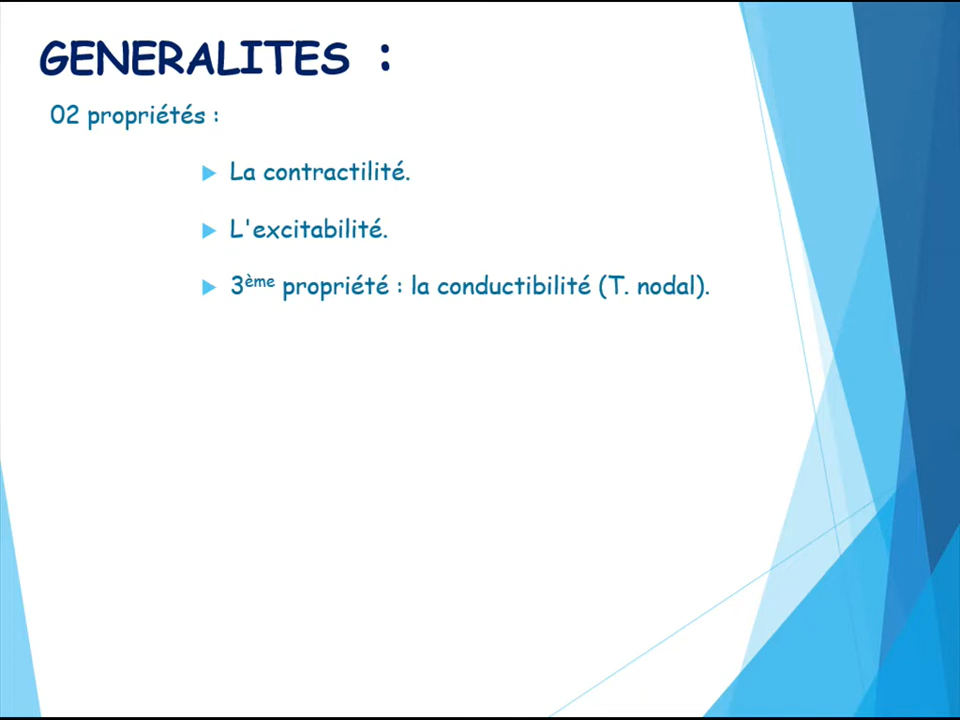 GENERALITES :
02 propriétés :
La contractilité.
L'excitabilité.
3ème propriété : la conductibilité (T. nodal).